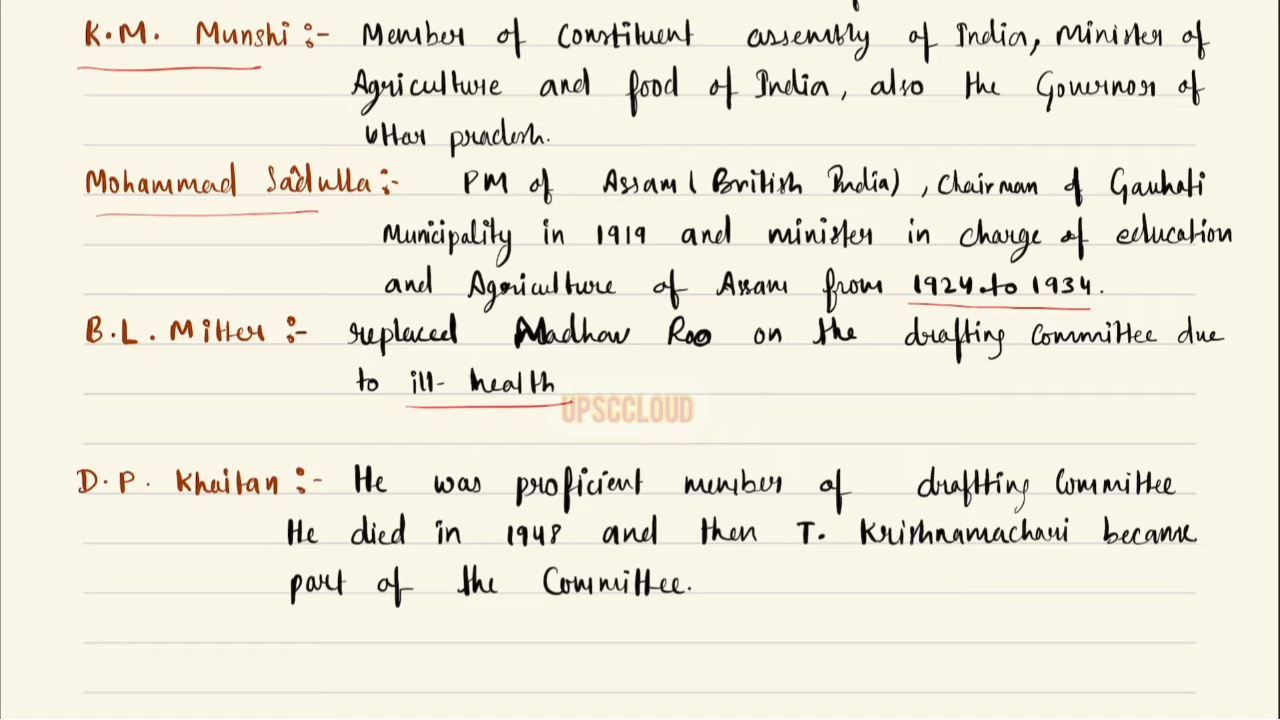 K.M. Munshi :- Member of Constituent assembly of India, Minister of
Agriculture and food of India, also the Governor of
Uttar pradesh.
Mohammad Sadulla :- PM of Assam (British India), Chairman of Gauhati
Municipality in 1919 and minister in charge of education
and Agriculture of Assam from 1924 to 1934.
B.L. Mitter :- replaced Madhav Rao on the drafting Committee due
to ill-health
UPSCCLOUD
D.P. Khaitan :- He was proficient member of draftting Committee
He died in 1948 and then T. Krishnamachari became
part of the Committee.